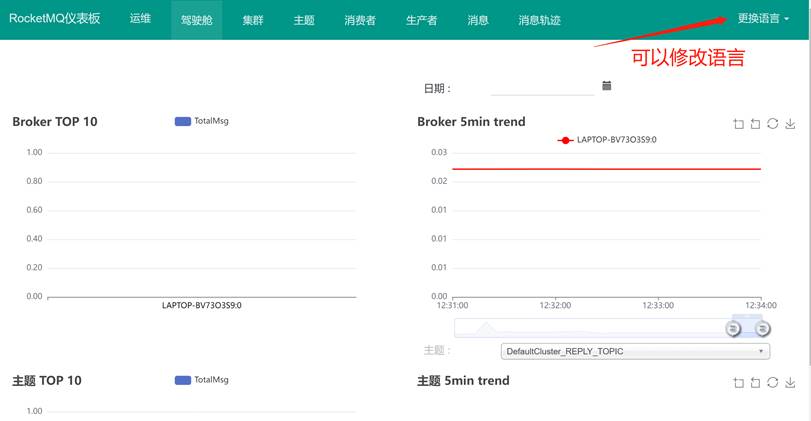 RocketMQ仪表板 运维 驾驶舱 集群 主题 消费者 生产者 消息 消息轨迹 更换语言
可以修改语言
日期：
Broker TOP 10
TotalMsg
1.00
0.80
0.60
0.40
0.20
0.00
LAPTOP-BV73O3S9:0
Broker 5min trend
LAPTOP-BV73O3S9:0
0.03
0.02
0.01
0.01
0.01
0.00
12:31:00 12:32:00 12:33:00 12:34:00
主题：
DefaultCluster_REPLY_TOPIC
主题 TOP 10
TotalMsg
1.00
主题 5min trend